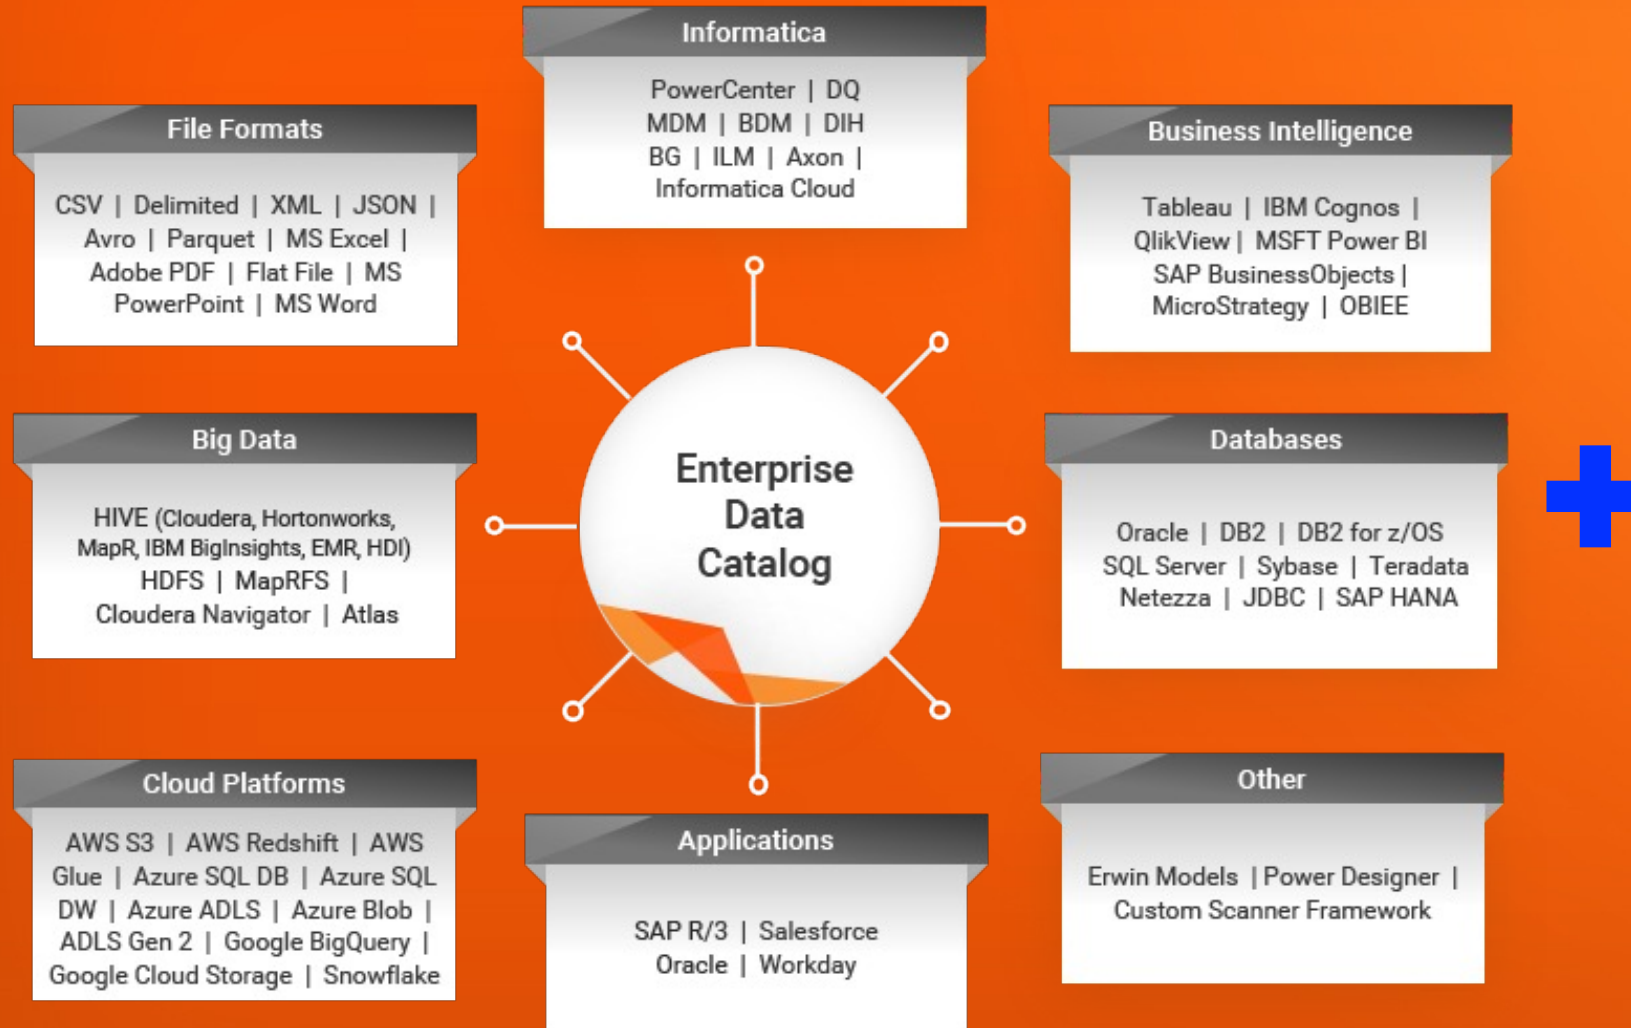 Informatica
PowerCenter | DQ
MDM | BDM | DIH
BG | ILM | Axon |
Informatica Cloud
File Formats
CSV | Delimited | XML | JSON |
Avro | Parquet | MS Excel |
Adobe PDF | Flat File | MS
PowerPoint | MS Word
Business Intelligence
Tableau | IBM Cognos |
QlikView | MSFT Power BI
SAP BusinessObjects |
MicroStrategy | OBIEE
Big Data
HIVE (Cloudera, Hortonworks,
MapR, IBM BigInsights, EMR, HDI)
HDFS | MapRFS |
Cloudera Navigator | Atlas
Enterprise
Data
Catalog
Databases
Oracle | DB2 | DB2 for z/OS
SQL Server | Sybase | Teradata
Netezza | JDBC | SAP HANA
Cloud Platforms
AWS S3 | AWS Redshift | AWS
Glue | Azure SQL DB | Azure SQL
DW | Azure ADLS | Azure Blob |
ADLS Gen 2 | Google BigQuery |
Google Cloud Storage | Snowflake
Applications
SAP R/3 | Salesforce
Oracle | Workday
Other
Erwin Models | Power Designer |
Custom Scanner Framework